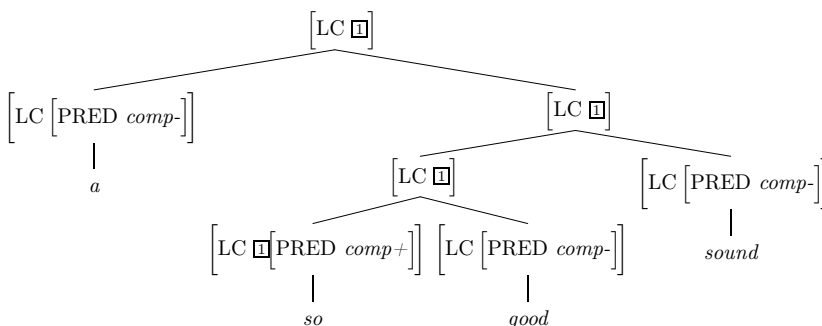 [LC 1]
[LC [PRED comp-]] [LC 1]
a [LC 1] [LC [PRED comp-]]
[LC 1[PRED comp+]] [LC [PRED comp-]] sound
so good